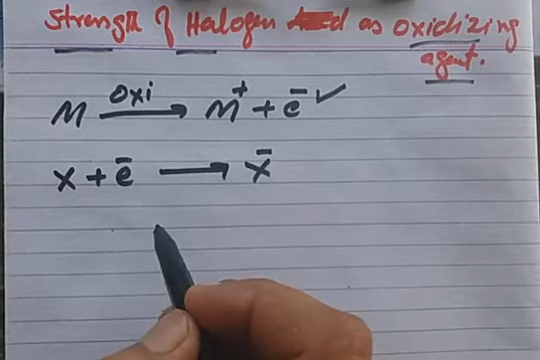 Strength of Halogen as oxidizing
agent.
M —Oxi→ M⁺ + ē ✓
X + ē ⟶ X̄